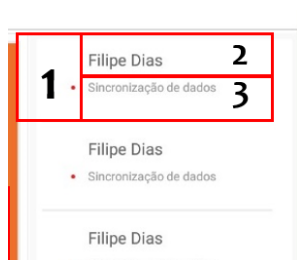 Filipe Dias 2
1 • Sincronização de dados 3
Filipe Dias
• Sincronização de dados
Filipe Dias